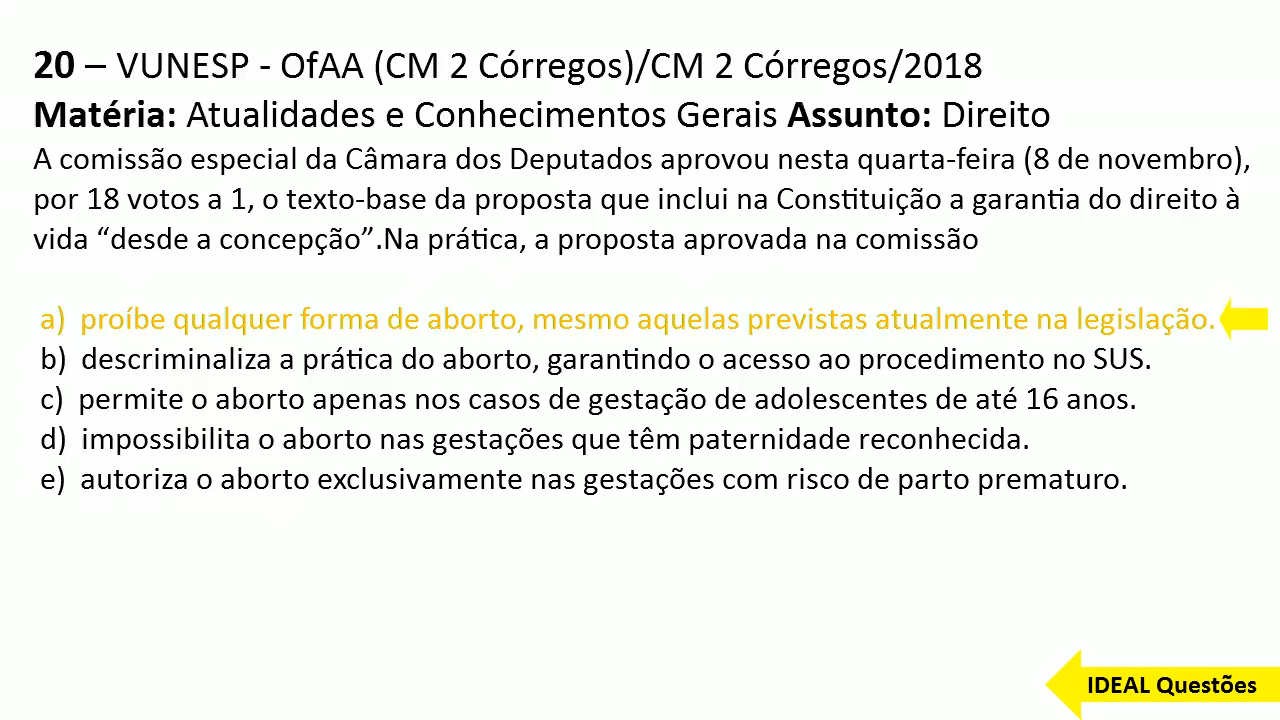 20 – VUNESP - OfAA (CM 2 Córregos)/CM 2 Córregos/2018
Matéria: Atualidades e Conhecimentos Gerais Assunto: Direito
A comissão especial da Câmara dos Deputados aprovou nesta quarta-feira (8 de novembro),
por 18 votos a 1, o texto-base da proposta que inclui na Constituição a garantia do direito à
vida “desde a concepção”.Na prática, a proposta aprovada na comissão
a) proíbe qualquer forma de aborto, mesmo aquelas previstas atualmente na legislação.
b) descriminaliza a prática do aborto, garantindo o acesso ao procedimento no SUS.
c) permite o aborto apenas nos casos de gestação de adolescentes de até 16 anos.
d) impossibilita o aborto nas gestações que têm paternidade reconhecida.
e) autoriza o aborto exclusivamente nas gestações com risco de parto prematuro.
IDEAL Questões